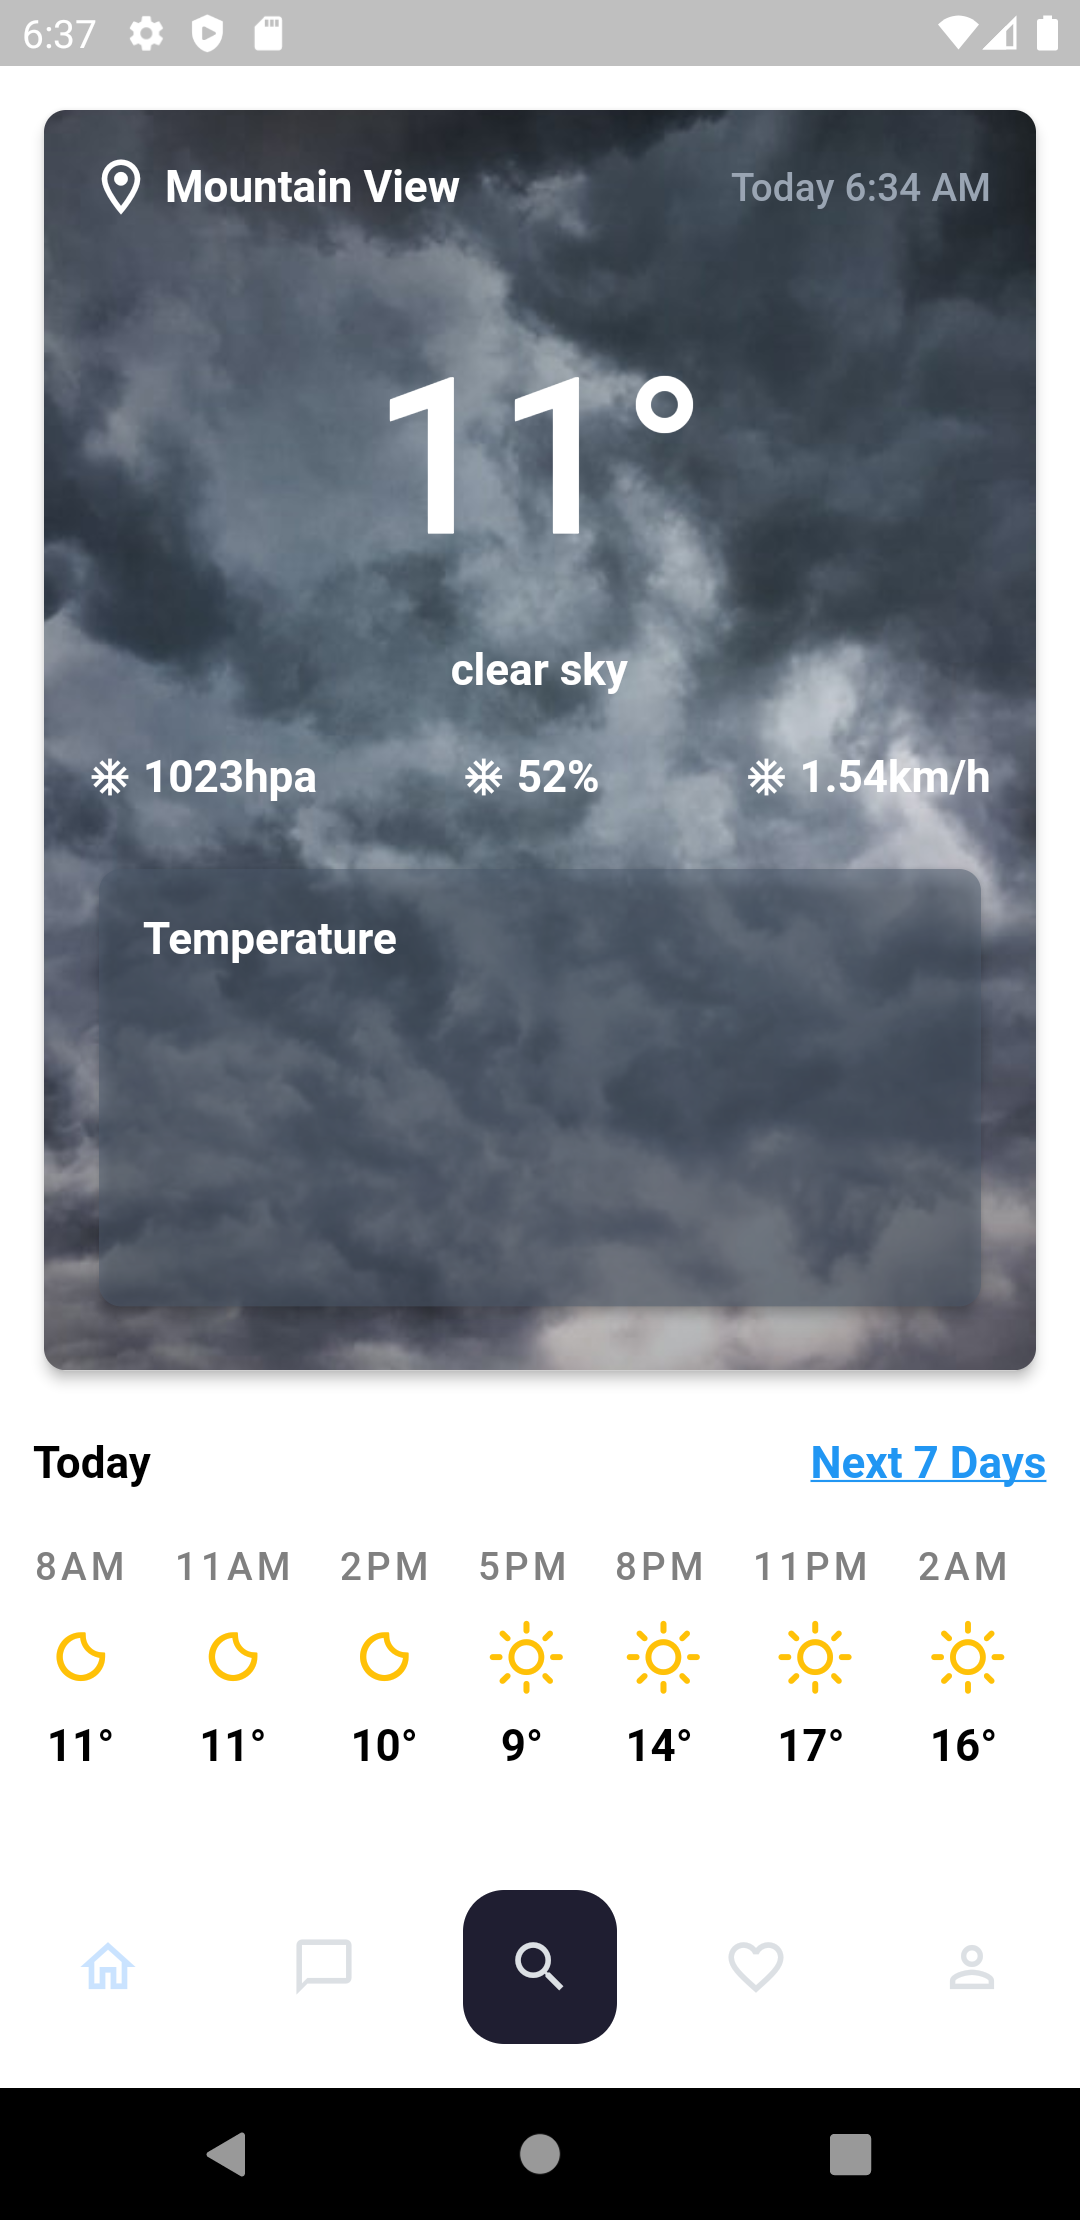 6:37
Mountain View
Today 6:34 AM
11°
clear sky
1023hpa 52% 1.54km/h
Temperature
Today
Next 7 Days
8AM 11AM 2PM 5PM 8PM 11PM 2AM
11° 11° 10° 9° 14° 17° 16°